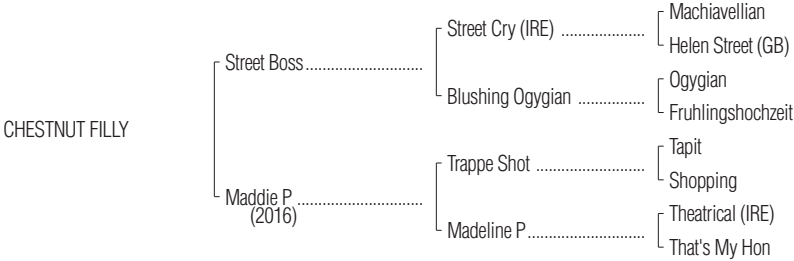 Machiavellian
Street Cry (IRE) ....................
Helen Street (GB)
Street Boss............................
Ogygian
Blushing Ogygian ................
Fruhlingshochzeit
CHESTNUT FILLY
Tapit
Trappe Shot ..........................
Shopping
Maddie P ..............................
(2016)
Theatrical (IRE)
Madeline P............................
That's My Hon